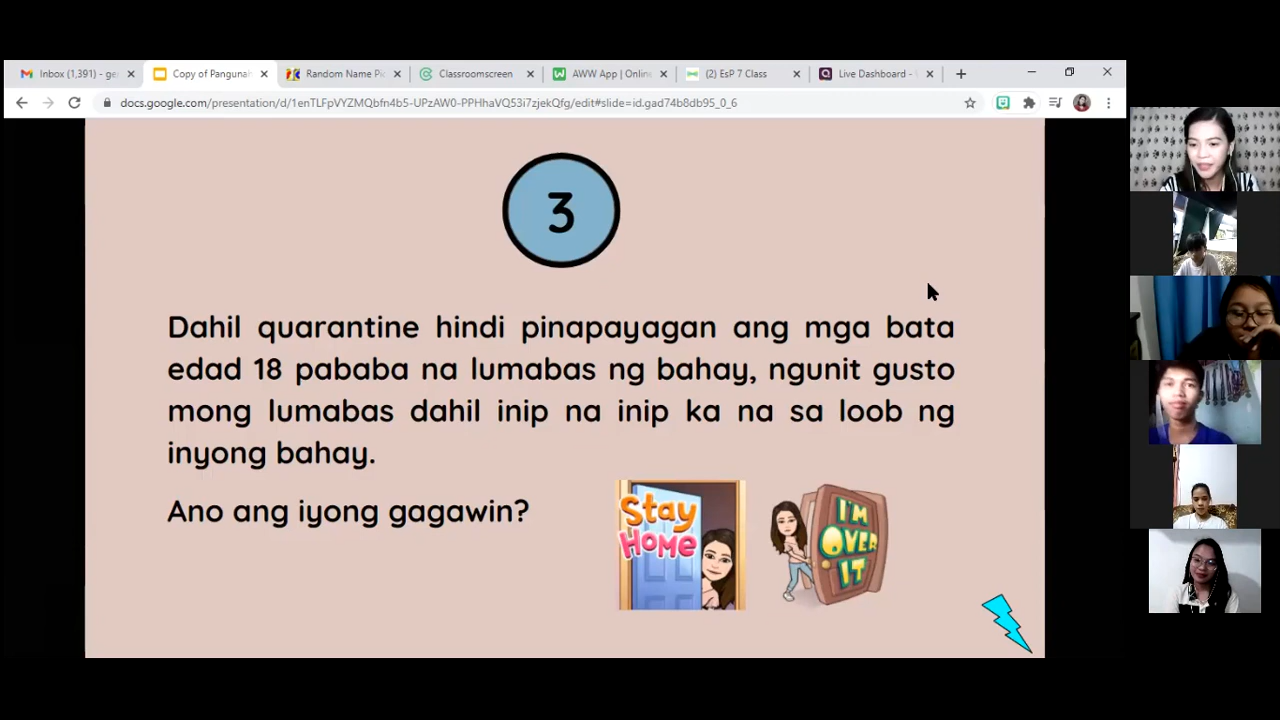 Inbox (1,391) - ge
Copy of Pangunah
Random Name Pic
Classroomscreen
AWW App | Online
(2) EsP 7 Class
Live Dashboard -
docs.google.com/presentation/d/1enTLFpVYZMQbfn4b5-UPzAW0-PPHhaVQ53i7zjekQfg/edit#slide=id.gad74b8db95_0_6
3
Dahil quarantine hindi pinapayagan ang mga bata
edad 18 pababa na lumabas ng bahay, ngunit gusto
mong lumabas dahil inip na inip ka na sa loob ng
inyong bahay.
Ano ang iyong gagawin?
Stay
HOME
I'M
OVER
IT